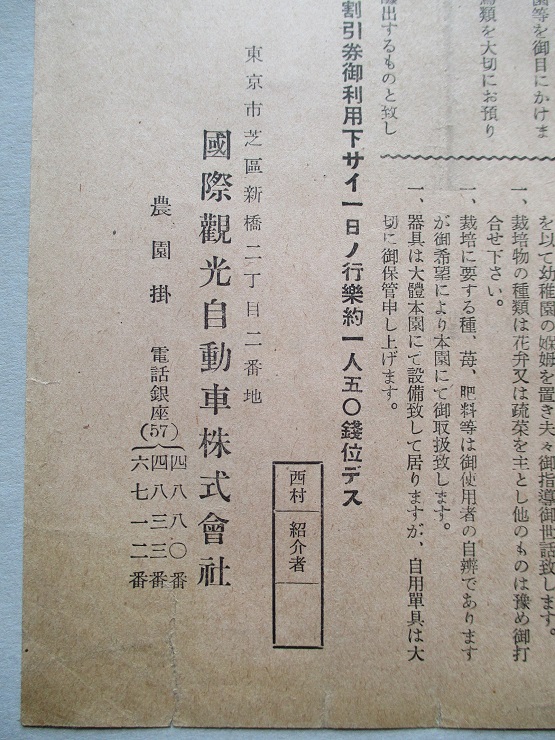 園等を御目にかけま
鳥類を大切にお預り
出するものと致し
を以て幼稚園の姆を置き夫々御指導御世話致します。
一、栽培物の種類は花弁又は疏菜を主とし他のものは豫め御打
合せ下さい。
一、栽培に要する種、苺、肥料等は御使用者の自辨であります
が御希望により本園にて御取扱致します。
一、器具は大體本園にて設備致して居りますが、自用單具は大
切に御保管申し上げます。
割引券御利用下サイ一日ノ行樂約一人五〇錢位デス
西村 紹介者
東京市芝區新橋二丁目二番地
國際觀光自動車株式會社
農園掛 電話銀座(57)
四八八〇番
四八三三番
六七一二番